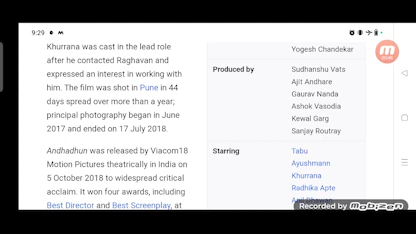 9:29
Khurrana was cast in the lead role
after he contacted Raghavan and
expressed an interest in working with
him. The film was shot in Pune in 44
days spread over more than a year;
principal photography began in June
2017 and ended on 17 July 2018.
Andhadhun was released by Viacom18
Motion Pictures theatrically in India on
5 October 2018 to widespread critical
acclaim. It won four awards, including
Best Director and Best Screenplay, at
Yogesh Chandekar
Produced by
Sudhanshu Vats
Ajit Andhare
Gaurav Nanda
Ashok Vasodia
Kewal Garg
Sanjay Routray
Starring
Tabu
Ayushmann
Khurrana
Radhika Apte
Recorded by
Mobizen